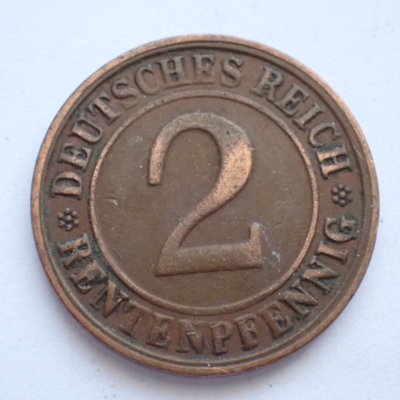 DEUTSCHES REICH
2
RENTENPFENNIG